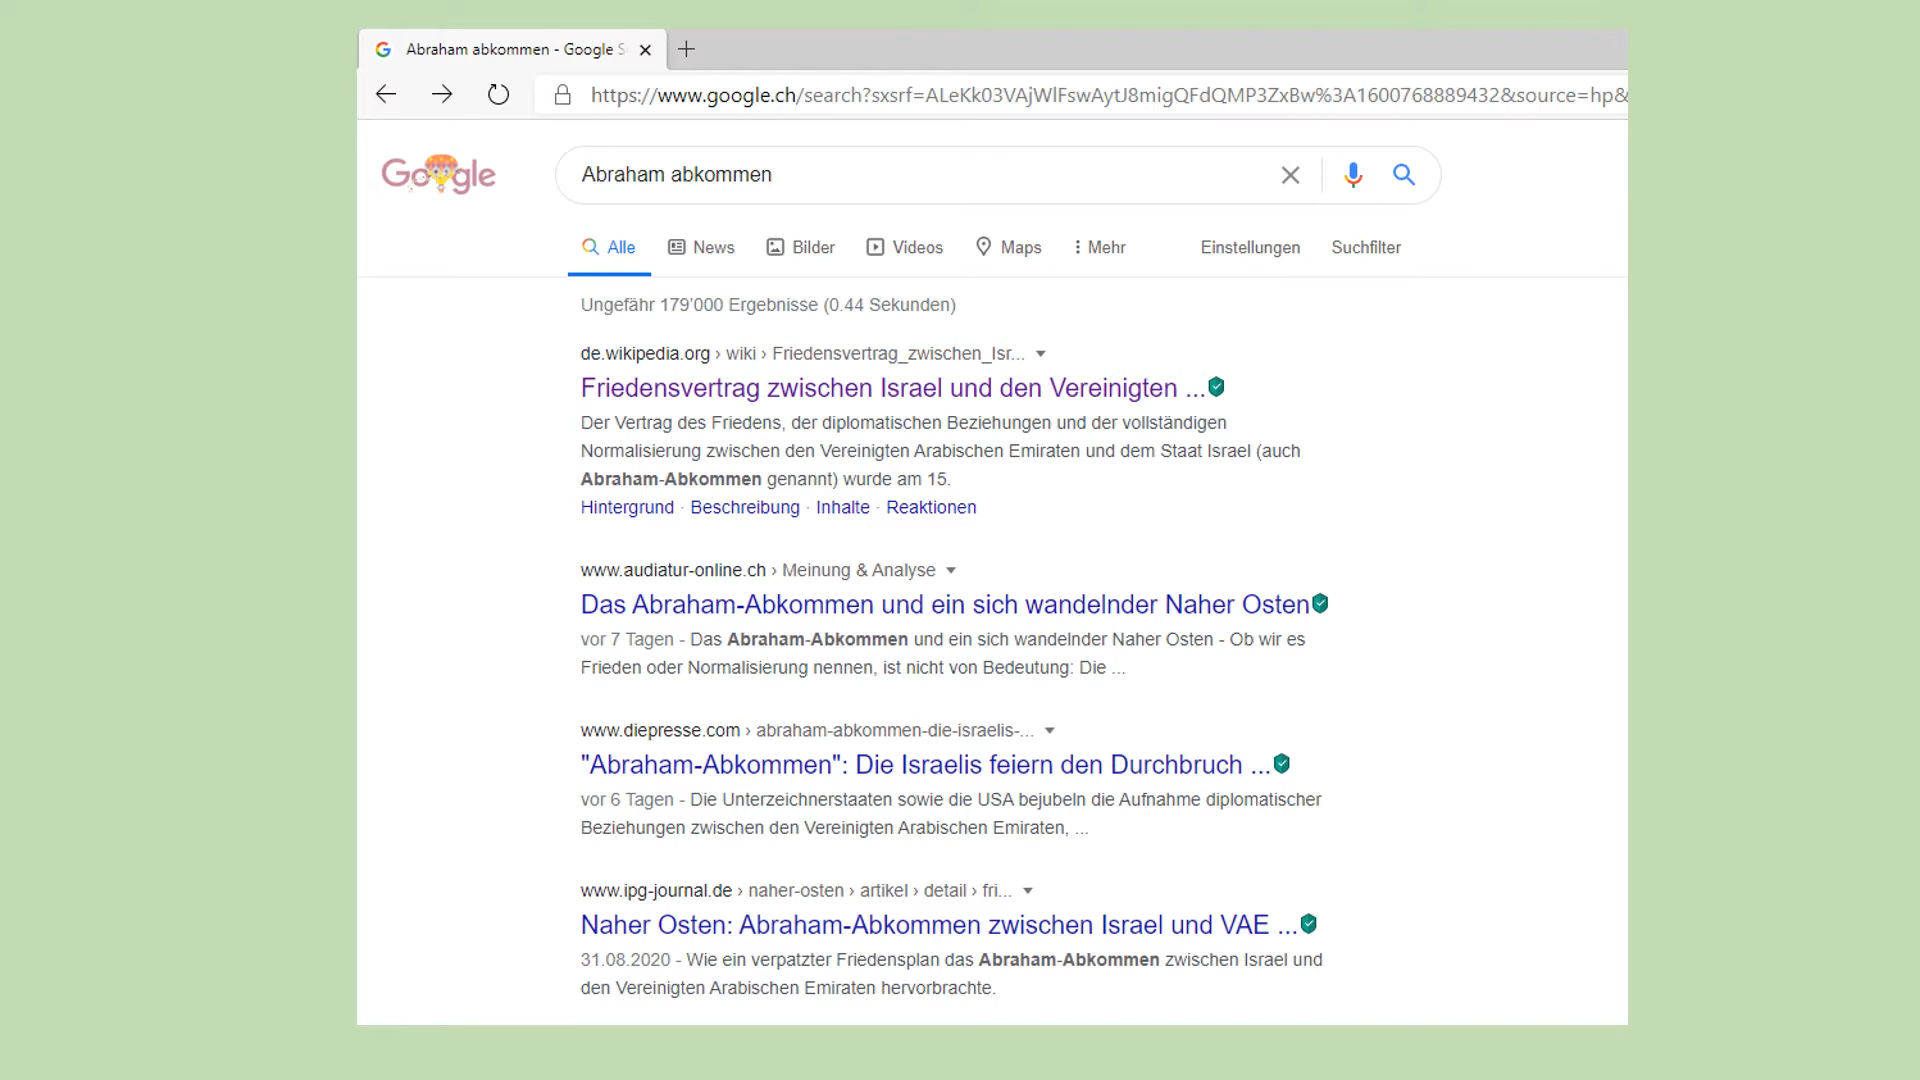 Abraham abkommen - Google S
https://www.google.ch/search?sxsrf=ALeKk03VAjWlFswAytJ8migQFdQMP3ZxBw%3A1600768889432&source=hp&
Google
Abraham abkommen
Alle News Bilder Videos Maps Mehr Einstellungen Suchfilter
Ungefähr 179’000 Ergebnisse (0.44 Sekunden)
de.wikipedia.org › wiki › Friedensvertrag_zwischen_Isr...
Friedensvertrag zwischen Israel und den Vereinigten ...
Der Vertrag des Friedens, der diplomatischen Beziehungen und der vollständigen
Normalisierung zwischen den Vereinigten Arabischen Emiraten und dem Staat Israel (auch
Abraham-Abkommen genannt) wurde am 15.
Hintergrund · Beschreibung · Inhalte · Reaktionen
www.audiatur-online.ch › Meinung & Analyse
Das Abraham-Abkommen und ein sich wandelnder Naher Osten
vor 7 Tagen - Das Abraham-Abkommen und ein sich wandelnder Naher Osten - Ob wir es
Frieden oder Normalisierung nennen, ist nicht von Bedeutung: Die ...
www.diepresse.com › abraham-abkommen-die-israelis-...
"Abraham-Abkommen": Die Israelis feiern den Durchbruch ...
vor 6 Tagen - Die Unterzeichnerstaaten sowie die USA bejubeln die Aufnahme diplomatischer
Beziehungen zwischen den Vereinigten Arabischen Emiraten, ...
www.ipg-journal.de › naher-osten › artikel › detail › fri...
Naher Osten: Abraham-Abkommen zwischen Israel und VAE ...
31.08.2020 - Wie ein verpatzter Friedensplan das Abraham-Abkommen zwischen Israel und
den Vereinigten Arabischen Emiraten hervorbrachte.